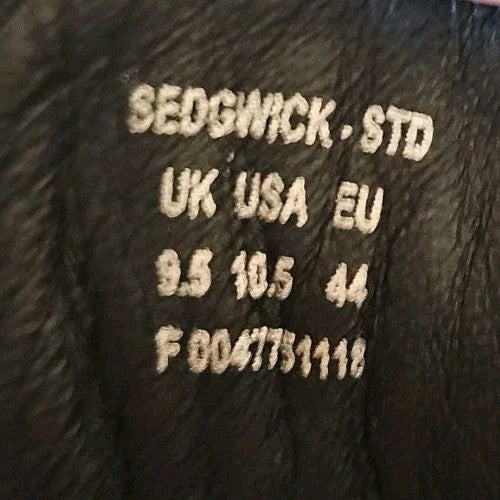 SEDGWICK · STD
UK USA EU
9.5 10.5 44
F 0047751118